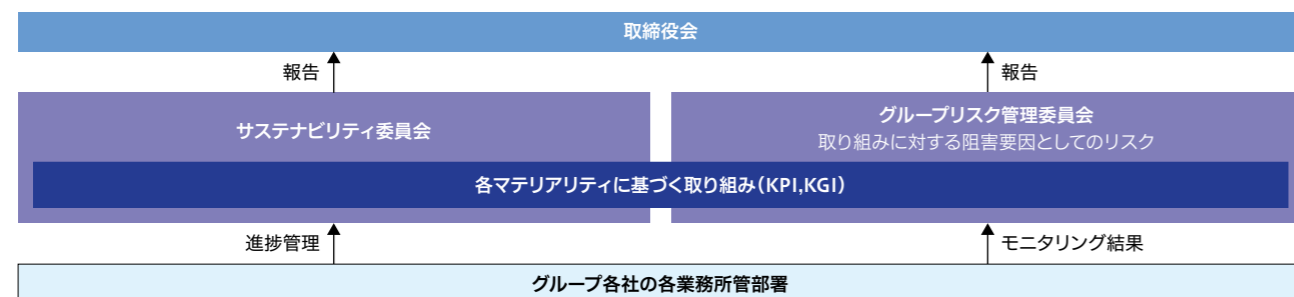 取締役会
報告
報告
サステナビリティ委員会
グループリスク管理委員会
取り組みに対する阻害要因としてのリスク
各マテリアリティに基づく取り組み(KPI,KGI)
進捗管理
モニタリング結果
グループ各社の各業務所管部署